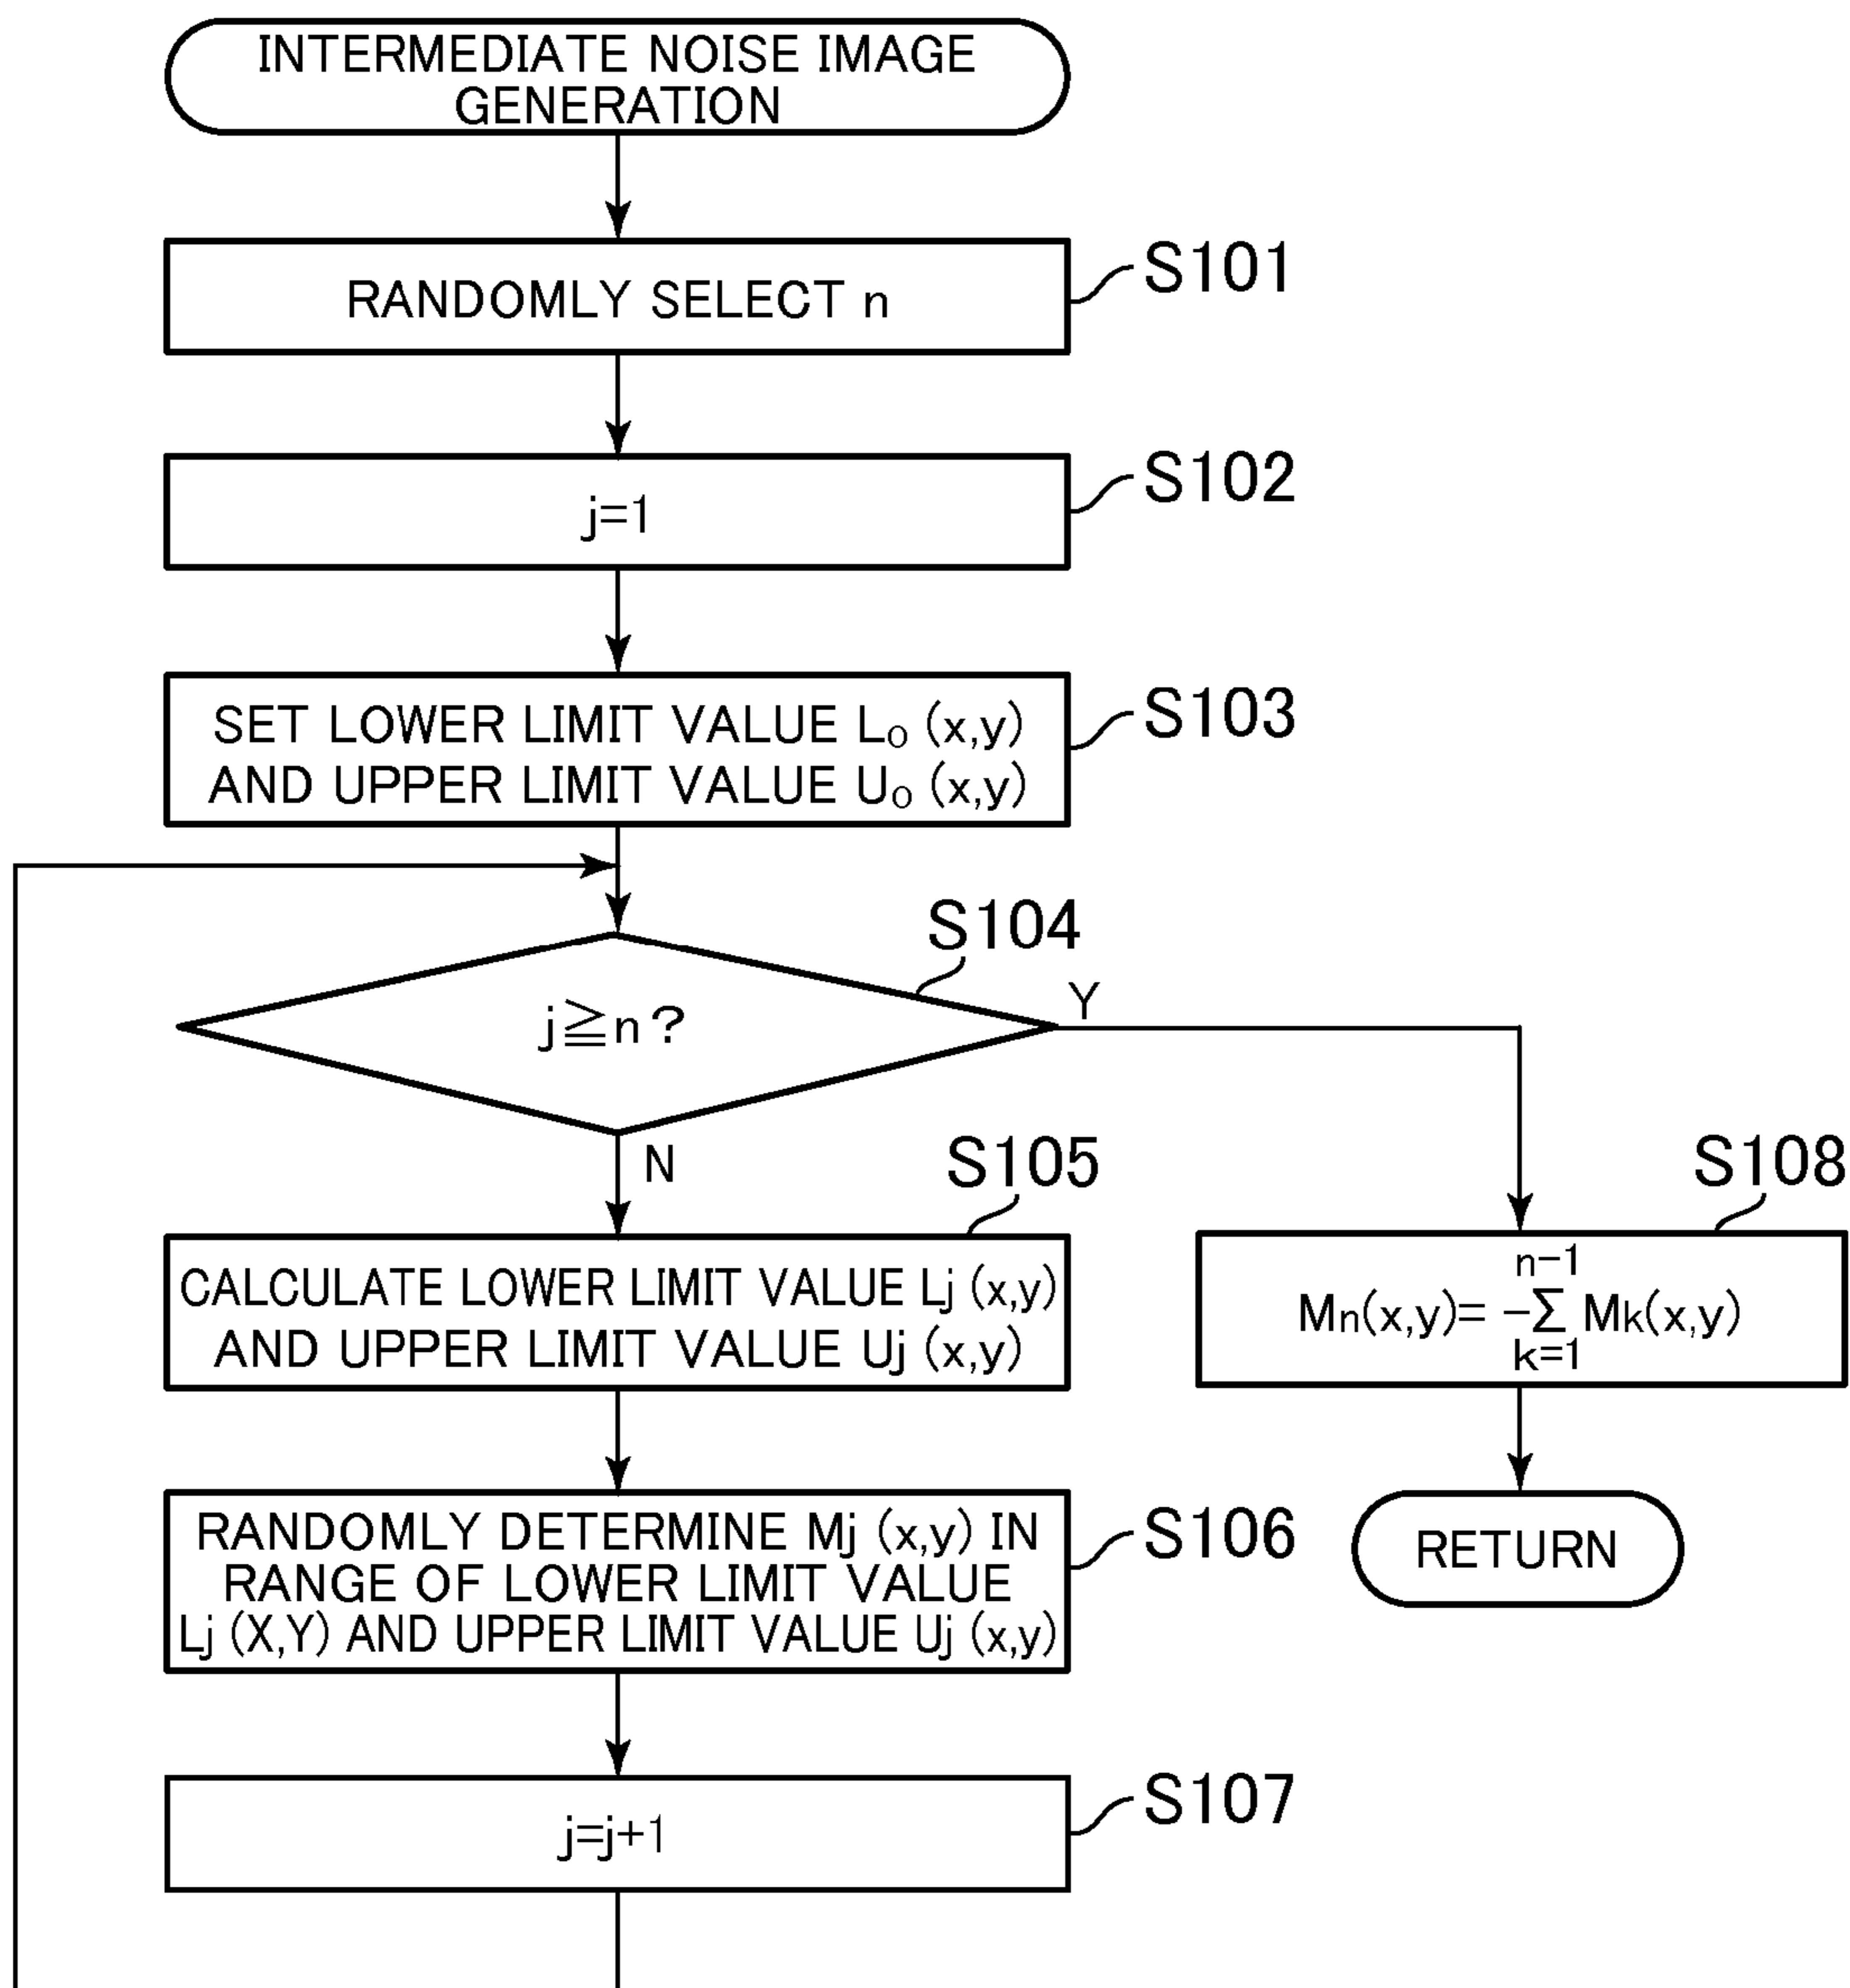 INTERMEDIATE NOISE IMAGE
GENERATION
RANDOMLY SELECT n
S101
j=1
S102
SET LOWER LIMIT VALUE L₀ (x,y)
AND UPPER LIMIT VALUE U₀ (x,y)
S103
S104
j≧n?
Y
N
S105
CALCULATE LOWER LIMIT VALUE Lj (x,y)
AND UPPER LIMIT VALUE Uj (x,y)
S108
n−1
Mn(x,y)= −∑ Mk(x,y)
k=1
RANDOMLY DETERMINE Mj (x,y) IN
RANGE OF LOWER LIMIT VALUE
Lj (X,Y) AND UPPER LIMIT VALUE Uj (x,y)
S106
RETURN
j=j+1
S107